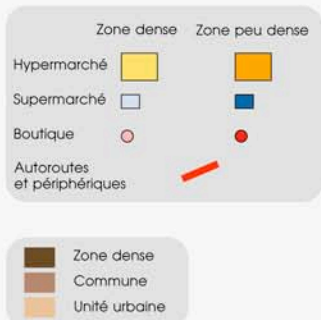 Zone dense Zone peu dense
Hypermarché
Supermarché
Boutique
Autoroutes
et périphériques
Zone dense
Commune
Unité urbaine